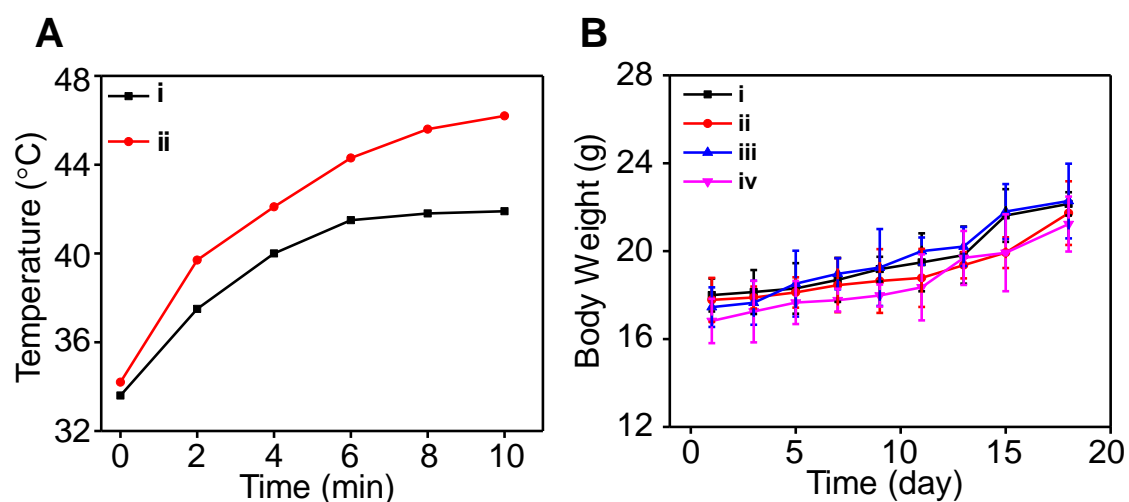 A
Temperature (°C)
48
44
40
36
32
i
ii
0 2 4 6 8 10
Time (min)
B
Body Weight (g)
28
24
20
16
12
i
ii
iii
iv
0 5 10 15 20
Time (day)